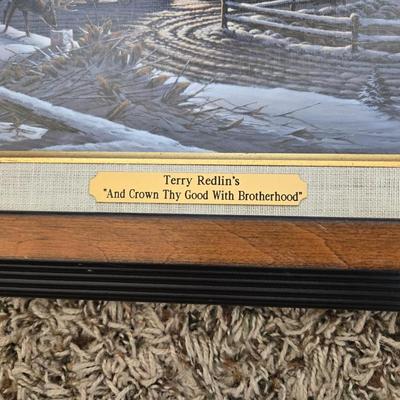 Terry Redlin's
"And Crown Thy Good With Brotherhood"